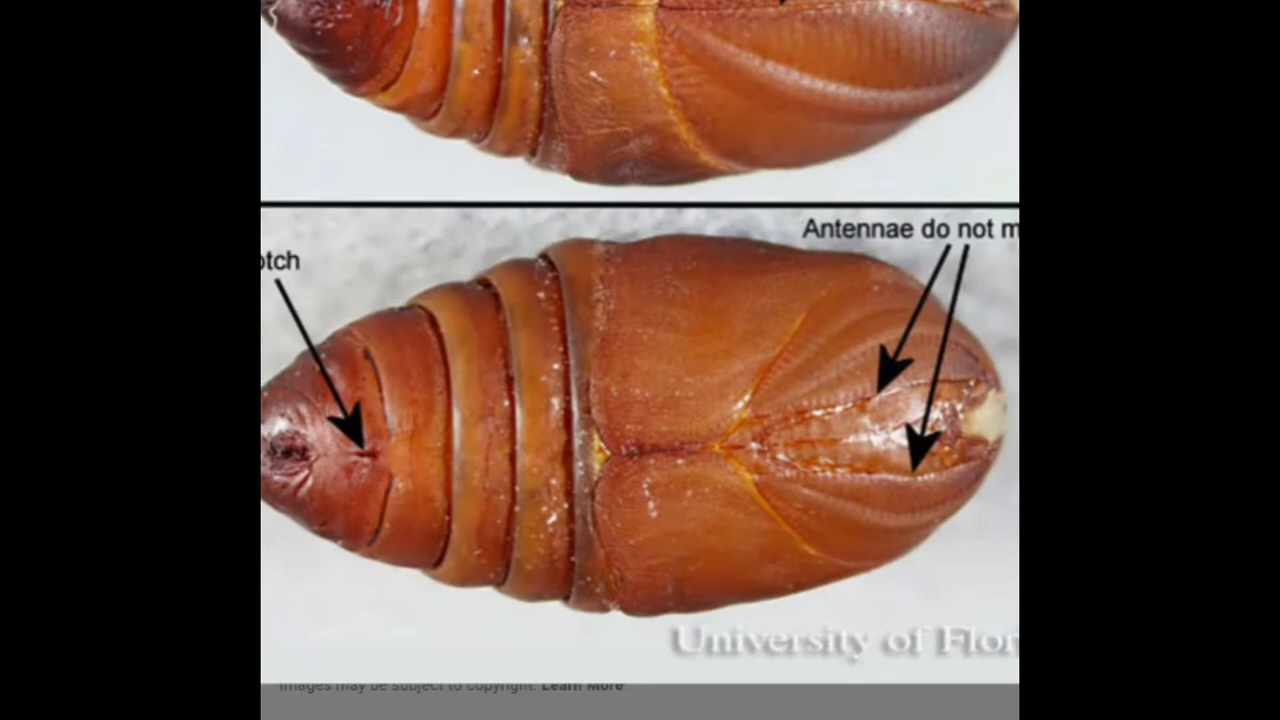 Antennae do not m
otch
University of Flor
Images may be subject to copyright. Learn More